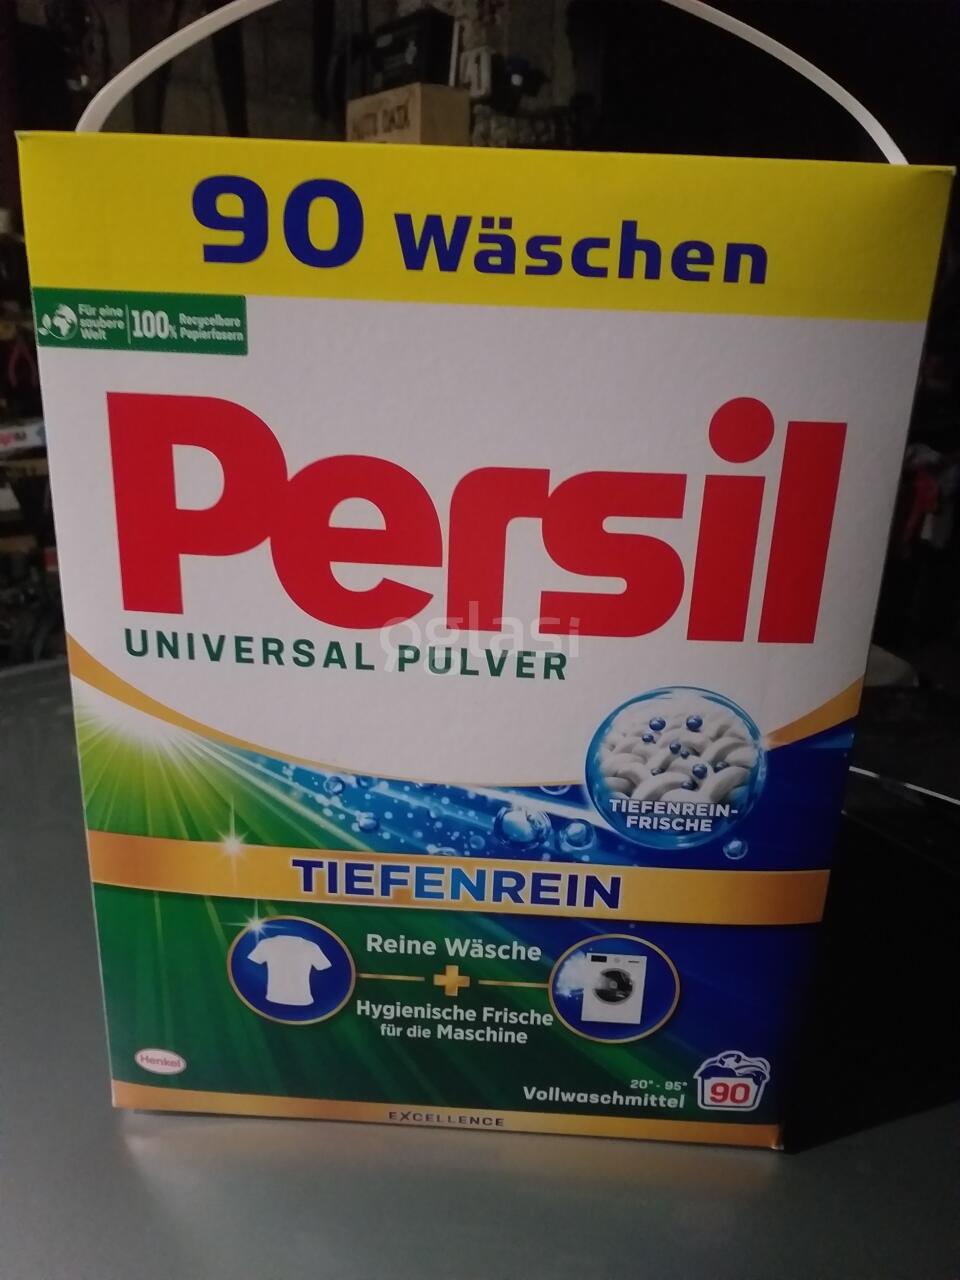 90 Wäschen
Für eine
saubere
Welt
100% Recycelbare
Papierfasern
Persil
UNIVERSAL PULVER
oglasi
TIEFENREIN-
FRISCHE
TIEFENREIN
Reine Wäsche
+
Hygienische Frische
für die Maschine
Henkel
20° - 95°
Vollwaschmittel
90
EXCELLENCE